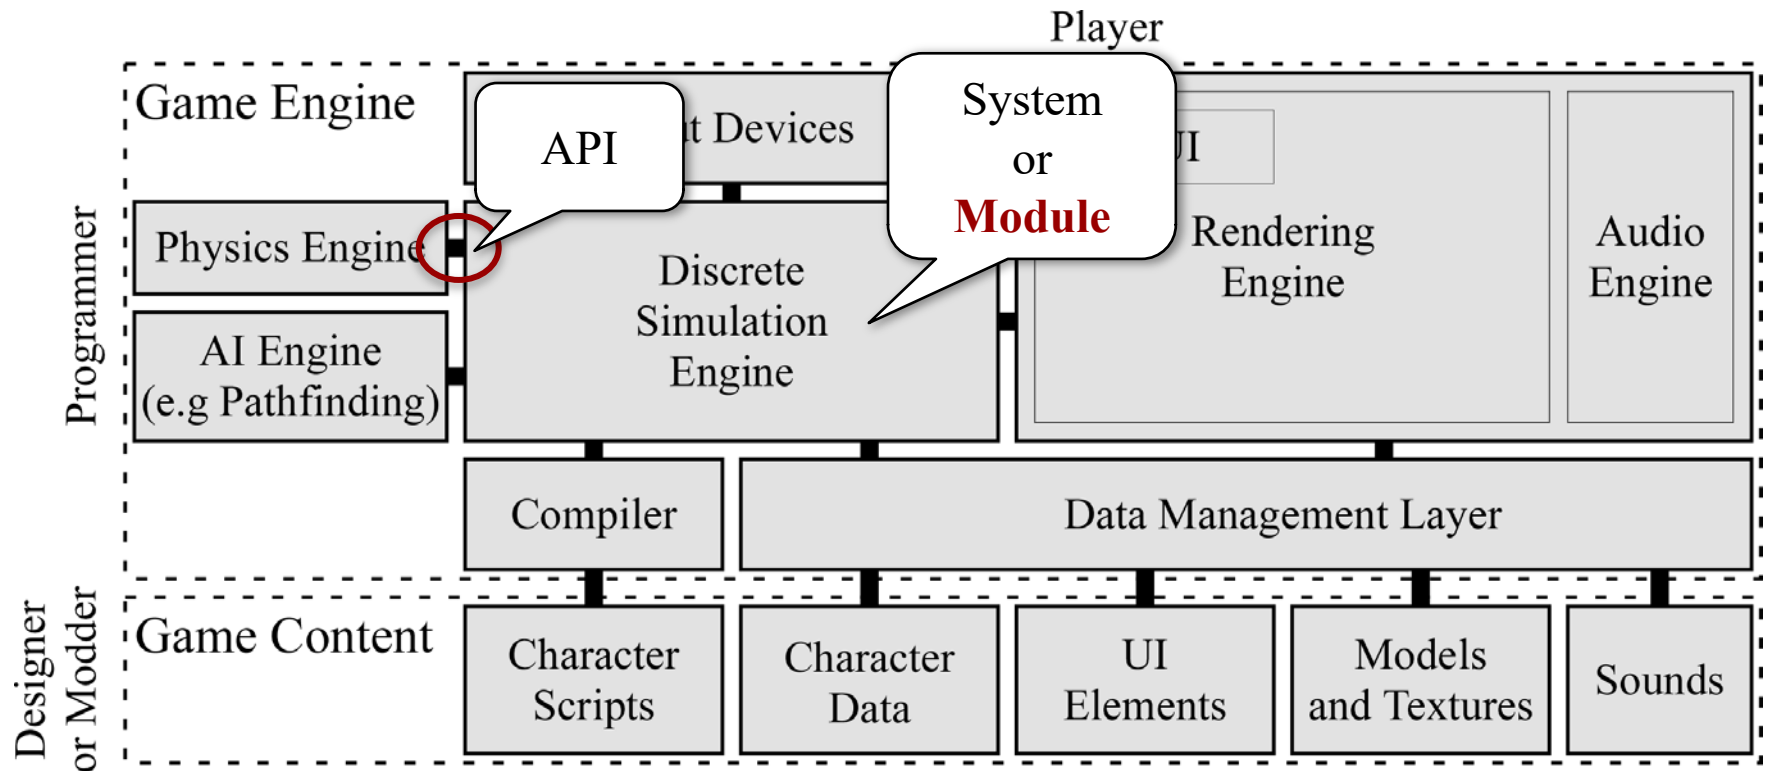 Player
Game Engine
API
t Devices
System
or
Module
UI
Physics Engine
Discrete
Simulation
Engine
Rendering
Engine
Audio
Engine
AI Engine
(e.g Pathfinding)
Programmer
Compiler
Data Management Layer
Designer
or Modder
Game Content
Character
Scripts
Character
Data
UI
Elements
Models
and Textures
Sounds